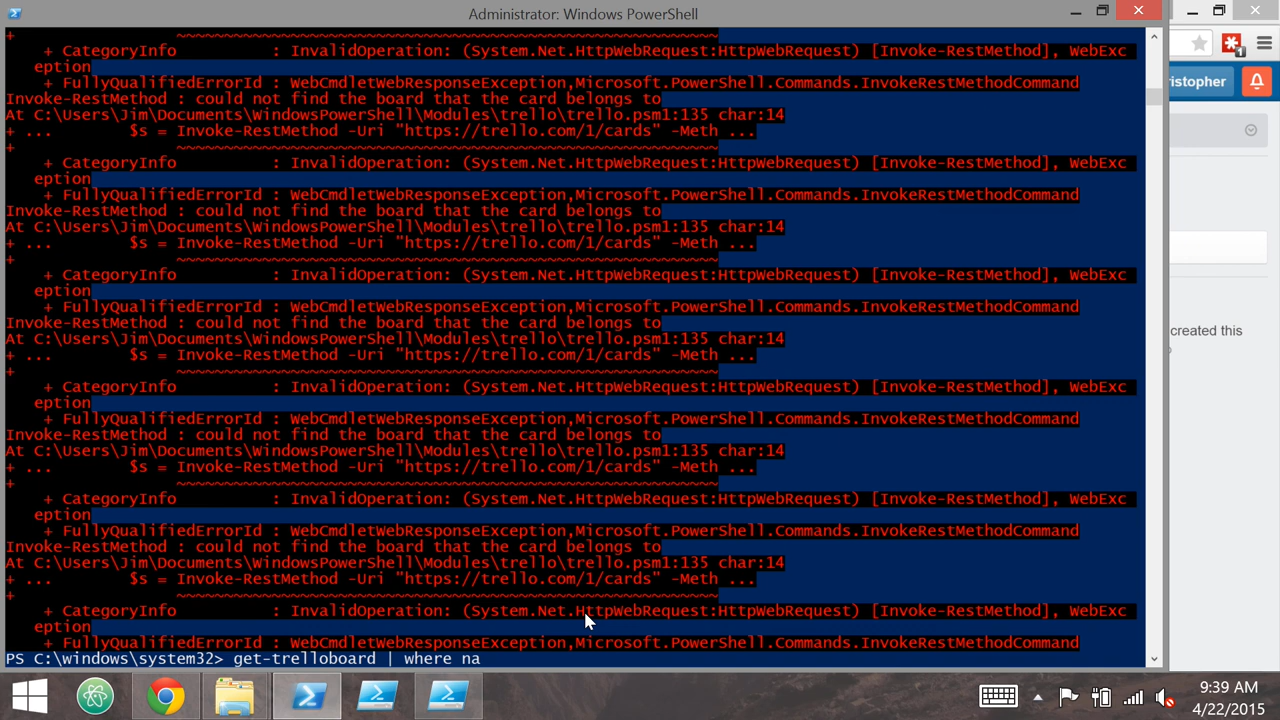 Administrator: Windows PowerShell
+ ~~~~~~~~~~~~~~~~~~~~~~~~~~~~~~~~~~~~~~~~~~~~~~~~~~~~~~~~~
+ CategoryInfo : InvalidOperation: (System.Net.HttpWebRequest:HttpWebRequest) [Invoke-RestMethod], WebExc
eption
+ FullyQualifiedErrorId : WebCmdletWebResponseException,Microsoft.PowerShell.Commands.InvokeRestMethodCommand
Invoke-RestMethod : could not find the board that the card belongs to
At C:\Users\Jim\Documents\WindowsPowerShell\Modules\trello\trello.psm1:135 char:14
+ ... $s = Invoke-RestMethod -Uri "https://trello.com/1/cards" -Meth ...
+ ~~~~~~~~~~~~~~~~~~~~~~~~~~~~~~~~~~~~~~~~~~~~~~~~~~~~~~~~~
+ CategoryInfo : InvalidOperation: (System.Net.HttpWebRequest:HttpWebRequest) [Invoke-RestMethod], WebExc
eption
+ FullyQualifiedErrorId : WebCmdletWebResponseException,Microsoft.PowerShell.Commands.InvokeRestMethodCommand
Invoke-RestMethod : could not find the board that the card belongs to
At C:\Users\Jim\Documents\WindowsPowerShell\Modules\trello\trello.psm1:135 char:14
+ ... $s = Invoke-RestMethod -Uri "https://trello.com/1/cards" -Meth ...
+ ~~~~~~~~~~~~~~~~~~~~~~~~~~~~~~~~~~~~~~~~~~~~~~~~~~~~~~~~~
+ CategoryInfo : InvalidOperation: (System.Net.HttpWebRequest:HttpWebRequest) [Invoke-RestMethod], WebExc
eption
+ FullyQualifiedErrorId : WebCmdletWebResponseException,Microsoft.PowerShell.Commands.InvokeRestMethodCommand
Invoke-RestMethod : could not find the board that the card belongs to
At C:\Users\Jim\Documents\WindowsPowerShell\Modules\trello\trello.psm1:135 char:14
+ ... $s = Invoke-RestMethod -Uri "https://trello.com/1/cards" -Meth ...
+ ~~~~~~~~~~~~~~~~~~~~~~~~~~~~~~~~~~~~~~~~~~~~~~~~~~~~~~~~~
+ CategoryInfo : InvalidOperation: (System.Net.HttpWebRequest:HttpWebRequest) [Invoke-RestMethod], WebExc
eption
+ FullyQualifiedErrorId : WebCmdletWebResponseException,Microsoft.PowerShell.Commands.InvokeRestMethodCommand
Invoke-RestMethod : could not find the board that the card belongs to
At C:\Users\Jim\Documents\WindowsPowerShell\Modules\trello\trello.psm1:135 char:14
+ ... $s = Invoke-RestMethod -Uri "https://trello.com/1/cards" -Meth ...
+ ~~~~~~~~~~~~~~~~~~~~~~~~~~~~~~~~~~~~~~~~~~~~~~~~~~~~~~~~~
+ CategoryInfo : InvalidOperation: (System.Net.HttpWebRequest:HttpWebRequest) [Invoke-RestMethod], WebExc
eption
+ FullyQualifiedErrorId : WebCmdletWebResponseException,Microsoft.PowerShell.Commands.InvokeRestMethodCommand
Invoke-RestMethod : could not find the board that the card belongs to
At C:\Users\Jim\Documents\WindowsPowerShell\Modules\trello\trello.psm1:135 char:14
+ ... $s = Invoke-RestMethod -Uri "https://trello.com/1/cards" -Meth ...
+ ~~~~~~~~~~~~~~~~~~~~~~~~~~~~~~~~~~~~~~~~~~~~~~~~~~~~~~~~~
+ CategoryInfo : InvalidOperation: (System.Net.HttpWebRequest:HttpWebRequest) [Invoke-RestMethod], WebExc
eption
+ FullyQualifiedErrorId : WebCmdletWebResponseException,Microsoft.PowerShell.Commands.InvokeRestMethodCommand
PS C:\windows\system32> get-trelloboard | where na
1
ristopher
created this
9:39 AM
4/22/2015